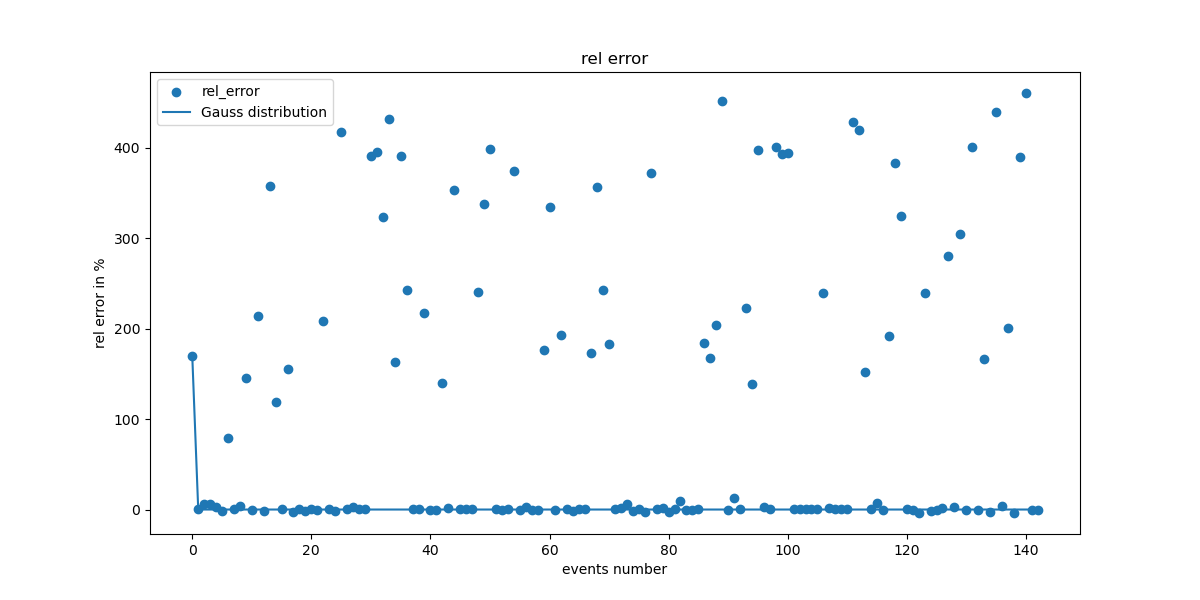 rel error
rel_error
Gauss distribution
400
300
200
100
0
rel error in %
0 20 40 60 80 100 120 140
events number